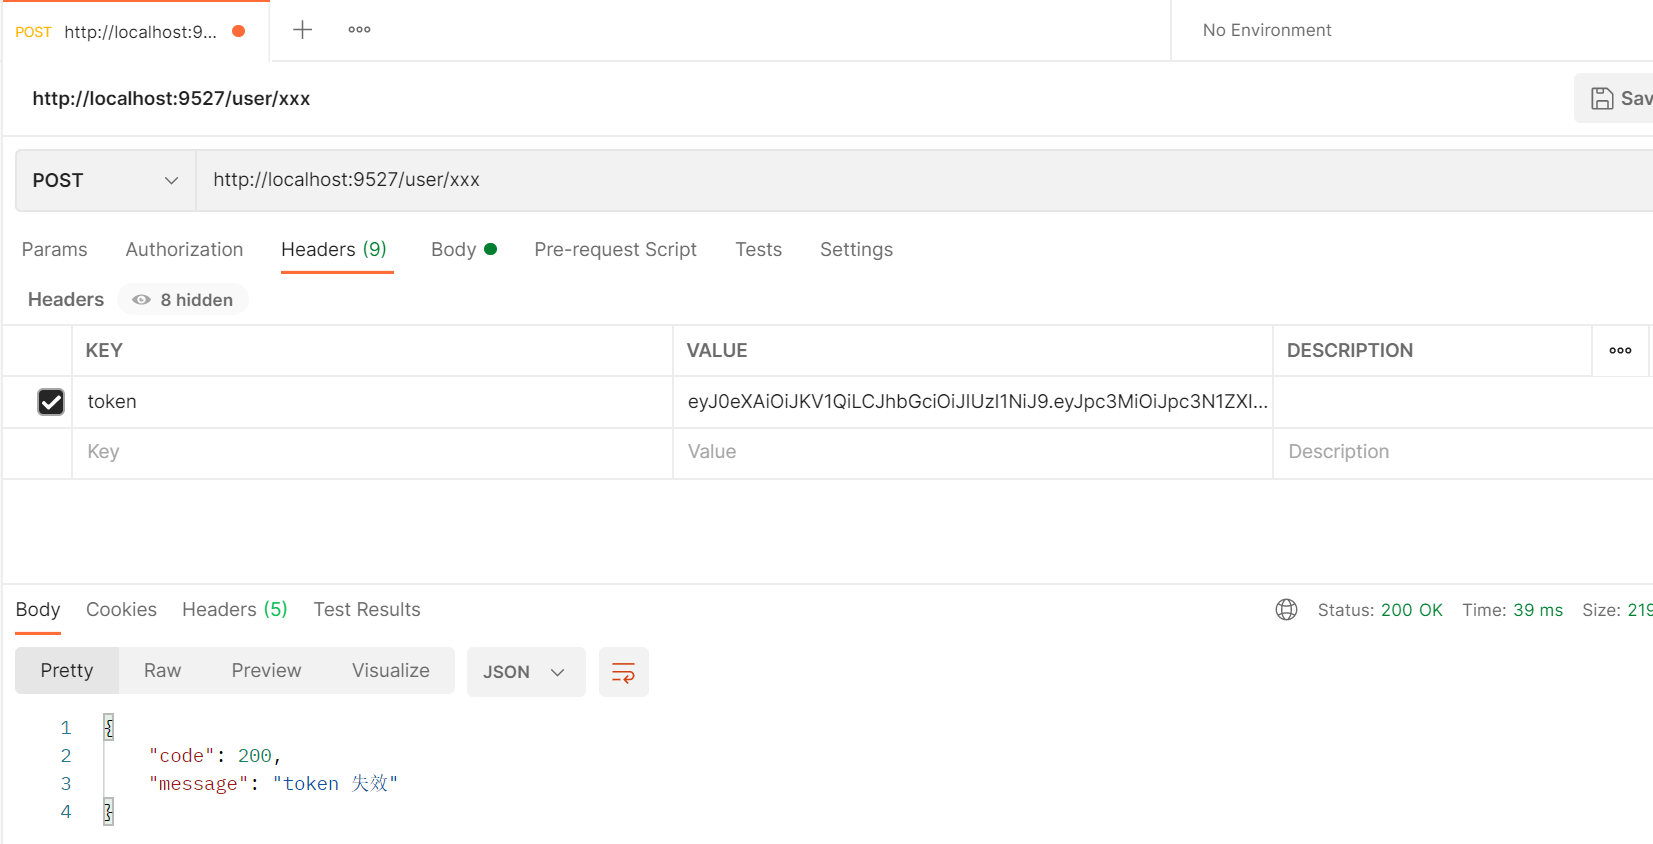 POST http://localhost:9... No Environment
http://localhost:9527/user/xxx Sav
POST http://localhost:9527/user/xxx
Params Authorization Headers (9) Body Pre-request Script Tests Settings
Headers 8 hidden
KEY VALUE DESCRIPTION
token eyJ0eXAiOiJKV1QiLCJhbGciOiJIUzI1NiJ9.eyJpc3MiOiJpc3N1ZXI...
Key Value Description
Body Cookies Headers (5) Test Results Status: 200 OK Time: 39 ms Size: 219
Pretty Raw Preview Visualize JSON
1 {
2 "code": 200,
3 "message": "token 失效"
4 }